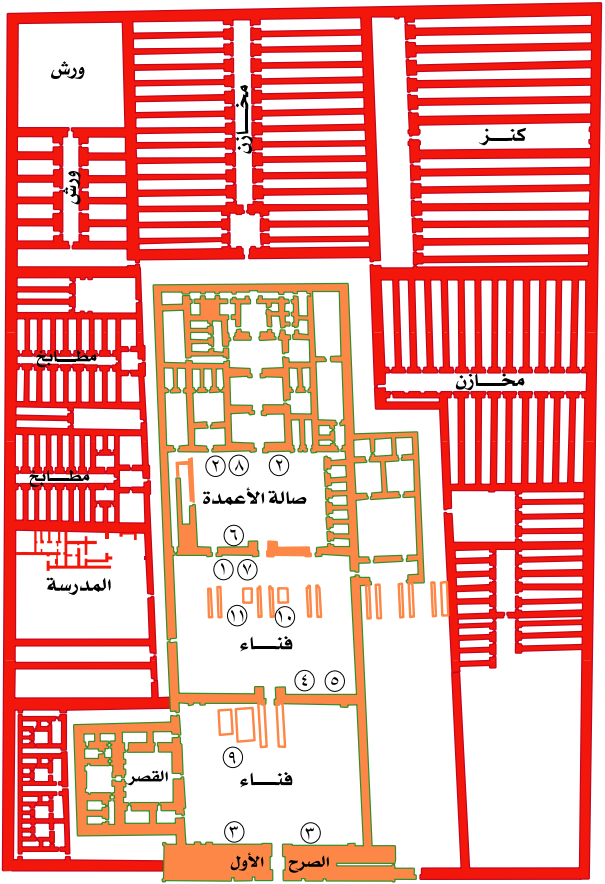 ورش
مخازن
كنز
ورش
مطابخ
مخازن
مطابخ
٢ ٨ ٢
صالة الأعمدة
٦
١ ٧
المدرسة
١١ ١٠
فناء
٤ ٥
٩
القصر
فناء
٣ ٣
الصرح الأول